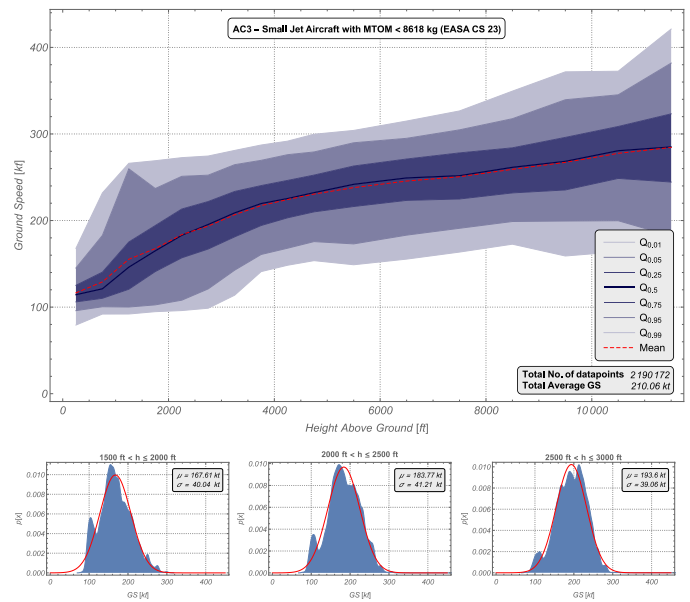 AC3 – Small Jet Aircraft with MTOM < 8618 kg (EASA CS 23)
400
300
200
100
0
Ground Speed [kt]
Q0,01
Q0,05
Q0,25
Q0,5
Q0,75
Q0,95
Q0,99
Mean
Total No. of datapoints 2 190 172
Total Average GS 210.06 kt
0 2000 4000 6000 8000 10 000
Height Above Ground [ft]
1500 ft < h ≤ 2000 ft
μ = 167.61 kt
σ = 40.04 kt
0.010
0.008
0.006
0.004
0.002
0.000
p(x)
0 100 200 300 400
GS [kt]
2000 ft < h ≤ 2500 ft
μ = 183.77 kt
σ = 41.21 kt
0.010
0.008
0.006
0.004
0.002
0.000
p(x)
0 100 200 300 400
GS [kt]
2500 ft < h ≤ 3000 ft
μ = 193.6 kt
σ = 39.06 kt
0.010
0.008
0.006
0.004
0.002
0.000
p(x)
0 100 200 300 400
GS [kt]